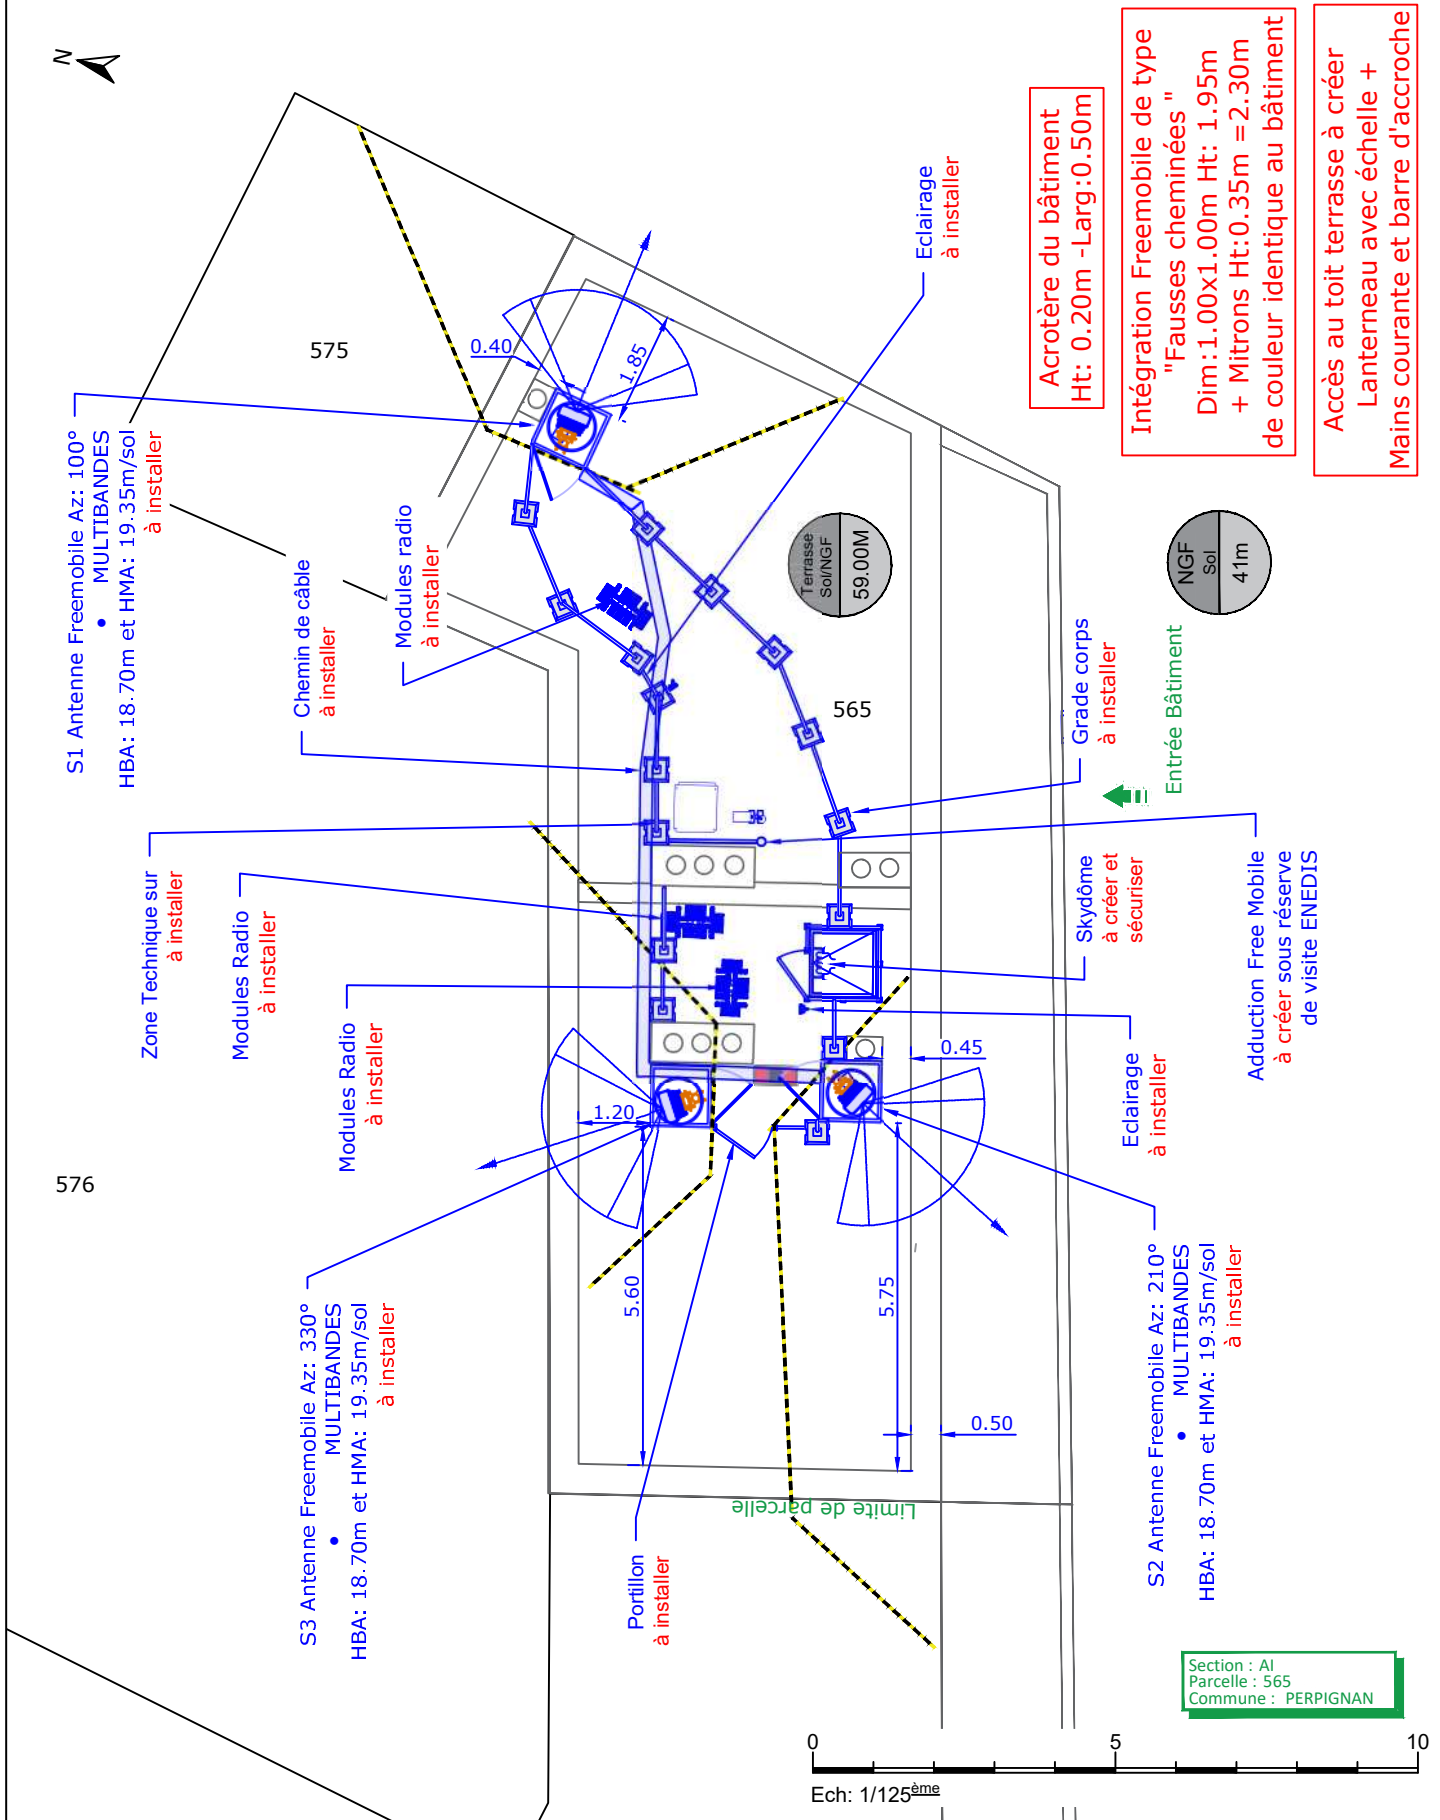 N
575
576
565
S1 Antenne Freemobile Az: 100°
• MULTIBANDES
HBA: 18.70m et HMA: 19.35m/sol
à installer
Chemin de câble
à installer
Modules radio
à installer
Eclairage
à installer
Zone Technique sur
à installer
Modules Radio
à installer
Modules Radio
à installer
S3 Antenne Freemobile Az: 330°
• MULTIBANDES
HBA: 18.70m et HMA: 19.35m/sol
à installer
Portillon
à installer
S2 Antenne Freemobile Az: 210°
• MULTIBANDES
HBA: 18.70m et HMA: 19.35m/sol
à installer
Eclairage
à installer
Skydôme
à créer et
sécuriser
Adduction Free Mobile
à créer sous réserve
de visite ENEDIS
Grade corps
à installer
Entrée Bâtiment
Limite de parcelle
0.40
1.85
1.20
5.60
0.45
5.75
0.50
Terrasse
Sol/NGF
59.00M
NGF
Sol
41m
Acrotère du bâtiment
Ht: 0.20m -Larg:0.50m
Intégration Freemobile de type
"Fausses cheminées "
Dim:1.00x1.00m Ht: 1.95m
+ Mitrons Ht:0.35m =2.30m
de couleur identique au bâtiment
Accès au toit terrasse à créer
Lanterneau avec échelle +
Mains courante et barre d'accroche
Section : AI
Parcelle : 565
Commune : PERPIGNAN
0 5 10
Ech: 1/125ème